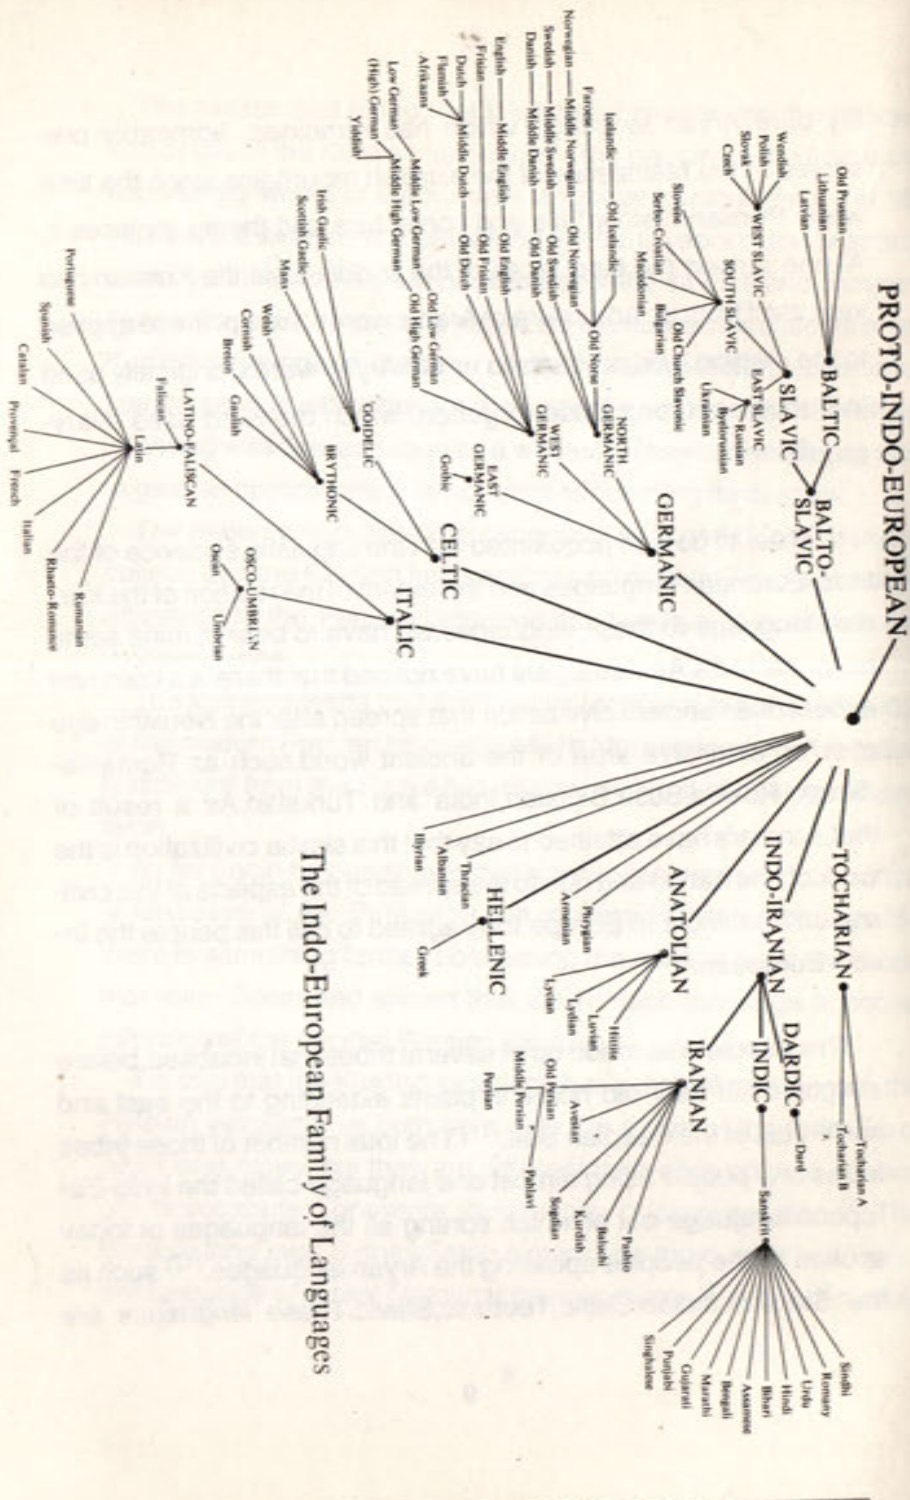 PROTO-INDO-EUROPEAN
BALTO-
SLAVIC
BALTIC
Old Prussian
Lithuanian
Latvian
SLAVIC
WEST SLAVIC
Wendish
Polish
Slovak
Czech
EAST SLAVIC
Russian
Byelorussian
Ukrainian
SOUTH SLAVIC
Slovene
Serbo-Croatian
Macedonian
Bulgarian
Old Church Slavonic
GERMANIC
NORTH
GERMANIC
Old Norse
Icelandic Old Icelandic
Faroese
Norwegian Middle Norwegian Old Norwegian
Swedish Middle Swedish Old Swedish
Danish Middle Danish Old Danish
WEST
GERMANIC
English Middle English Old English
Frisian Old Frisian
Dutch Middle Dutch Old Dutch
Flemish
Afrikaans
Low German Middle Low German Old Low German
(High) German Middle High German Old High German
Yiddish
EAST
GERMANIC
Gothic
CELTIC
GOIDELIC
Irish Gaelic
Scottish Gaelic
Manx
BRYTHONIC
Welsh
Cornish
Breton
Gaulish
ITALIC
LATINO-FALISCAN
Faliscan
Latin
Portuguese
Spanish
Catalan
Provençal
French
Italian
Rhaeto-Romance
Rumanian
OSCO-UMBRIEN
Oscan
Umbrian
TOCHARIAN
Tocharian A
Tocharian B
INDO-IRANIAN
DARDIC
Dard
INDIC
Sanskrit
Sindhi
Romany
Urdu
Hindi
Bihari
Assamese
Bengali
Marathi
Gujarati
Punjabi
Singhalese
IRANIAN
Pashto
Baluchi
Kurdish
Sogdian
Avestan
Pahlavi
Old Persian
Middle Persian
Persian
ANATOLIAN
Hittite
Luvian
Lydian
Lysian
Phrygian
Armenian
HELLENIC
Greek
Thracian
Albanian
Illyrian
The Indo-European Family of Languages